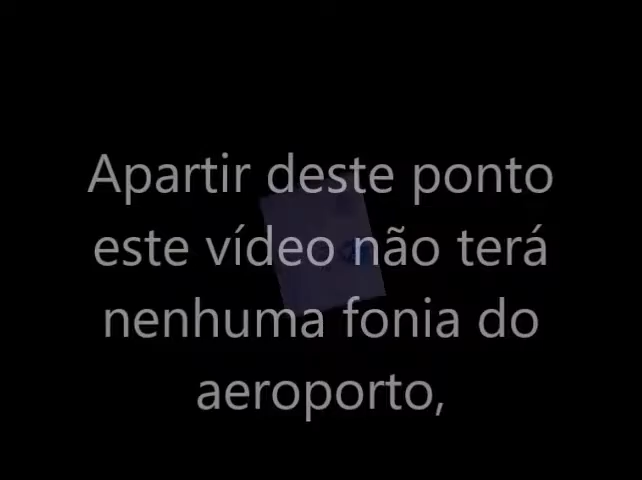 Apartir deste ponto
este vídeo não terá
nenhuma fonia do
aeroporto,